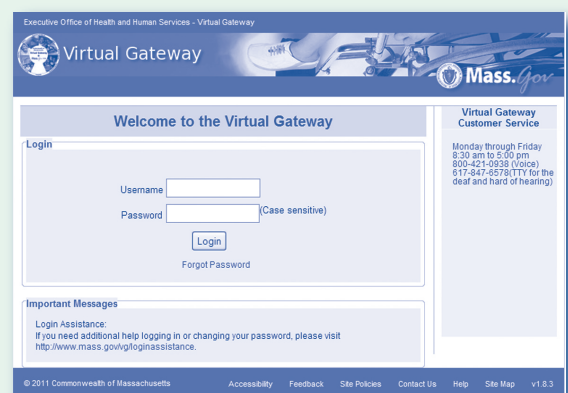 Executive Office of Health and Human Services - Virtual Gateway
Virtual Gateway
Mass.Gov
Welcome to the Virtual Gateway
Login
Username
Password (Case sensitive)
Login
Forgot Password
Important Messages
Login Assistance:
If you need additional help logging in or changing your password, please visit
http://www.mass.gov/vg/loginassistance.
Virtual Gateway
Customer Service
Monday through Friday
8:30 am to 5:00 pm
800-421-0938 (Voice)
617-847-6578(TTY for the
deaf and hard of hearing)
© 2011 Commonwealth of Massachusetts Accessibility Feedback Site Policies Contact Us Help Site Map v1.8.3